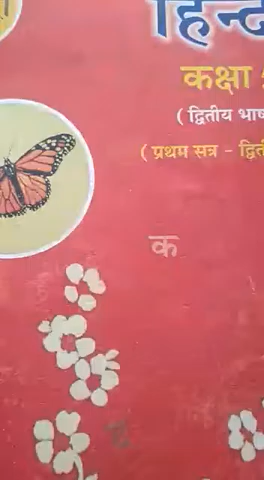 हिन्द
कक्षा
( द्वितीय भाष
( प्रथम सत्र - द्विती
क